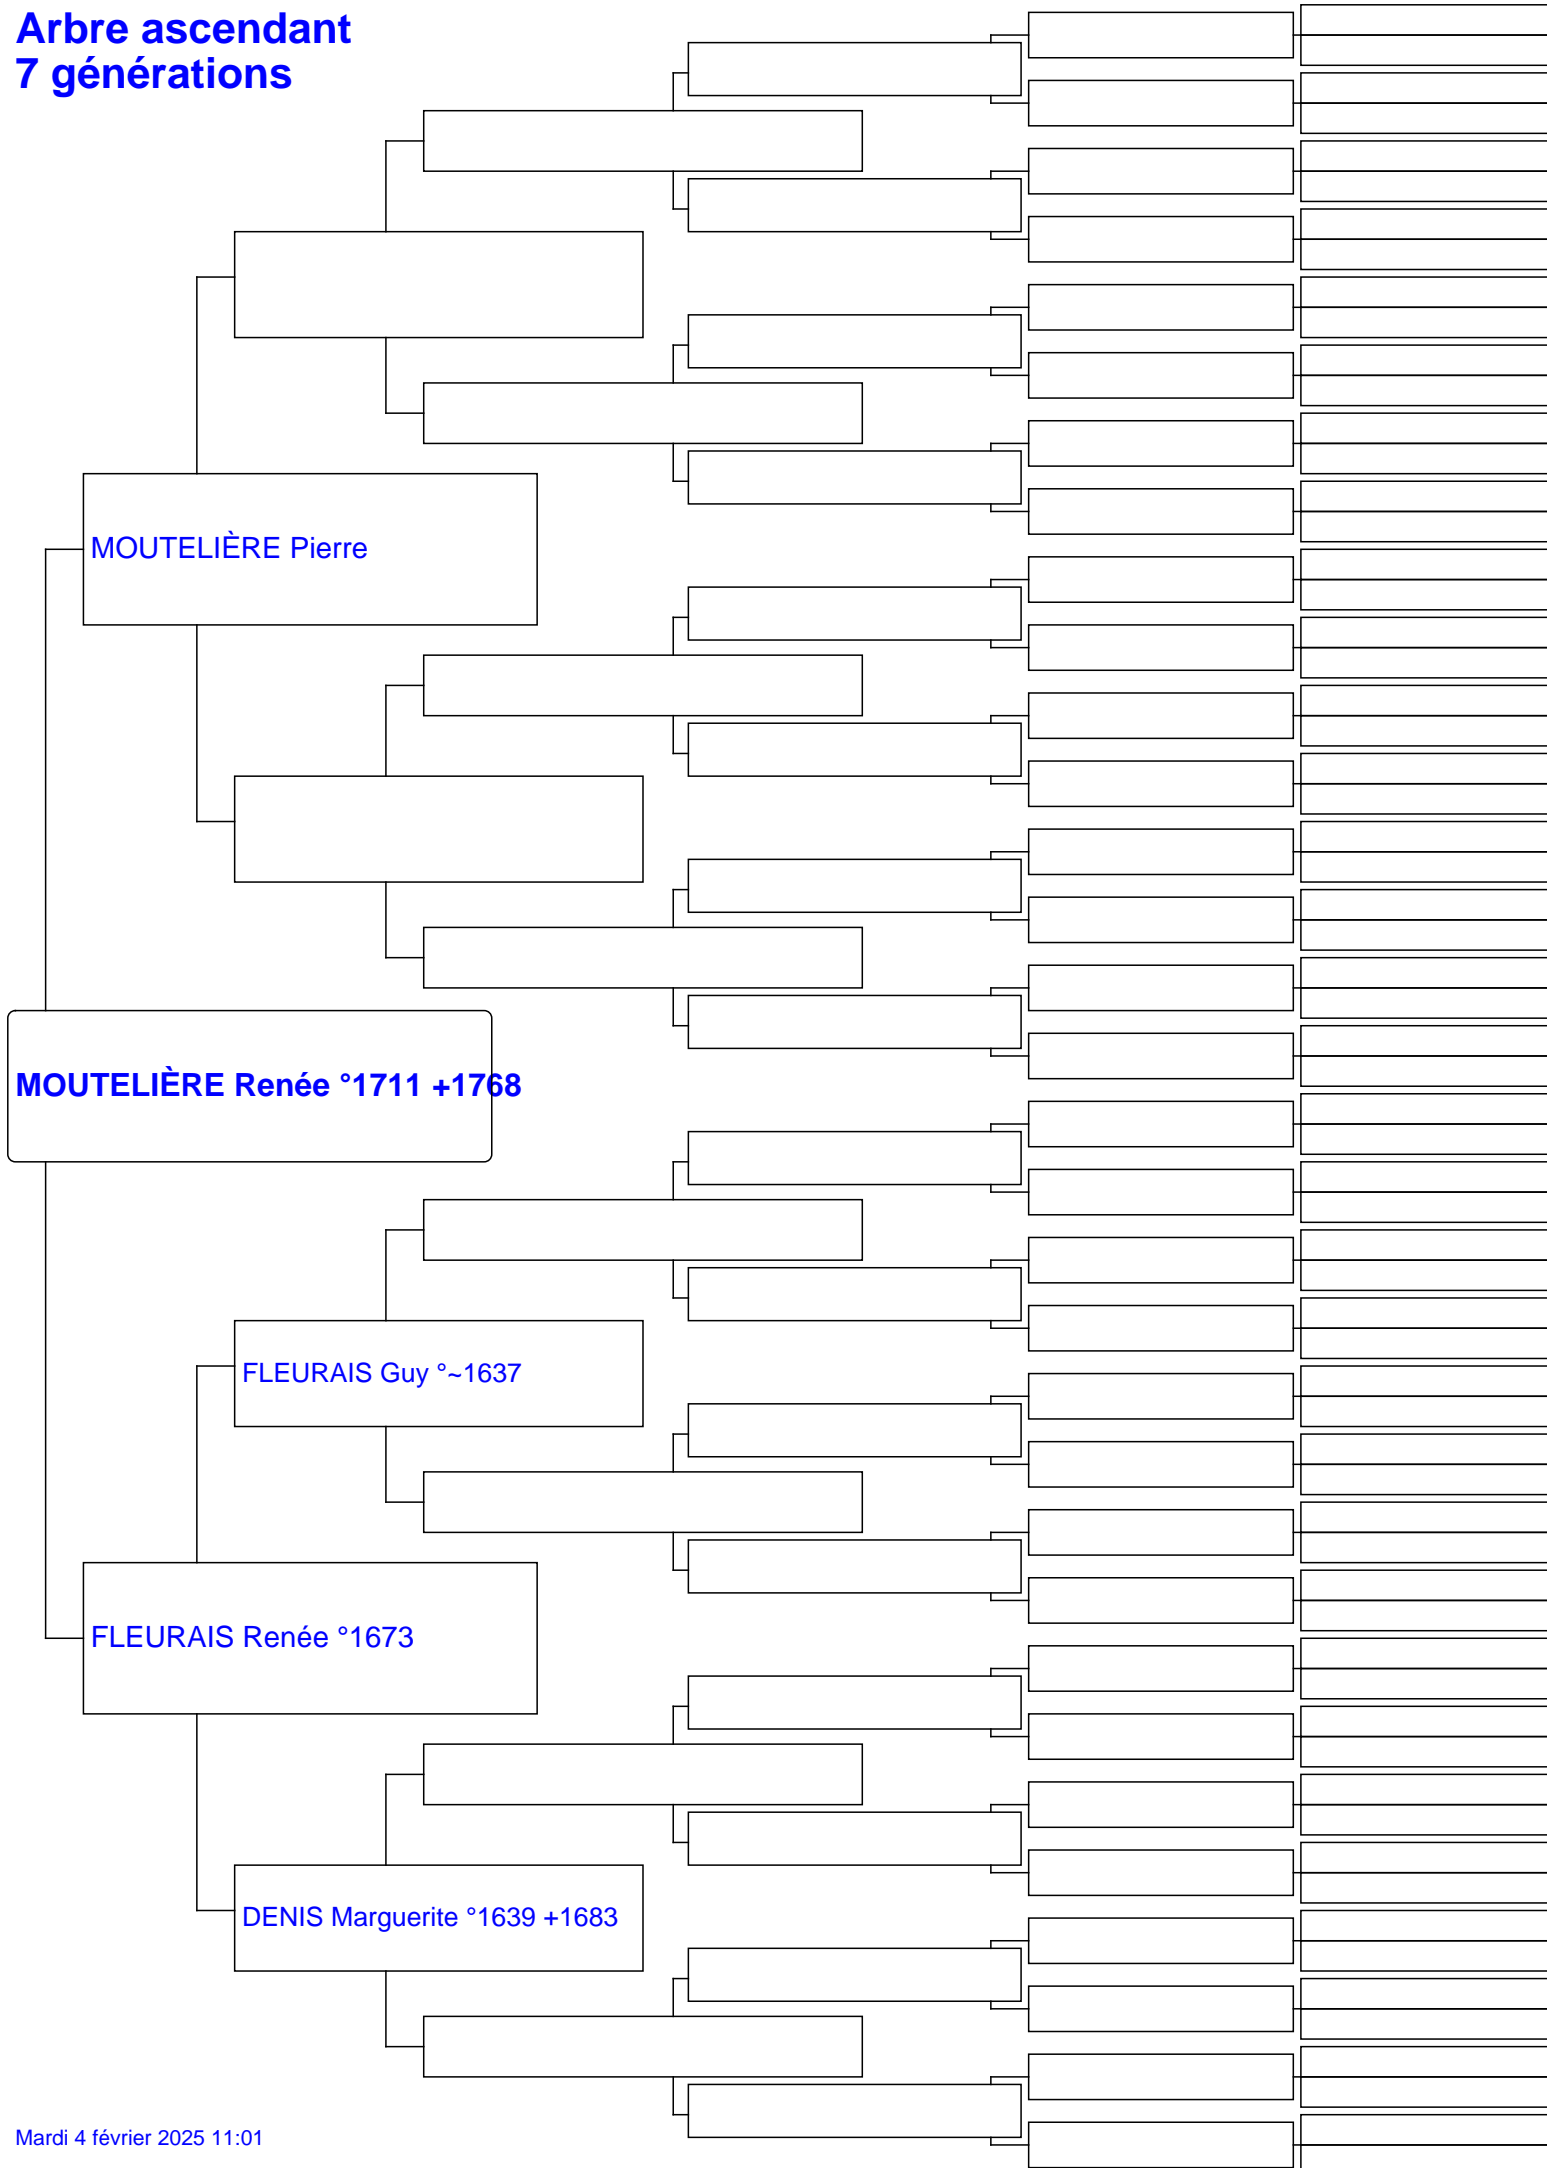 Arbre ascendant
7 générations
MOUTELIÈRE Pierre
MOUTELIÈRE Renée °1711 +1768
FLEURAIS Guy °~1637
FLEURAIS Renée °1673
DENIS Marguerite °1639 +1683
Mardi 4 février 2025 11:01